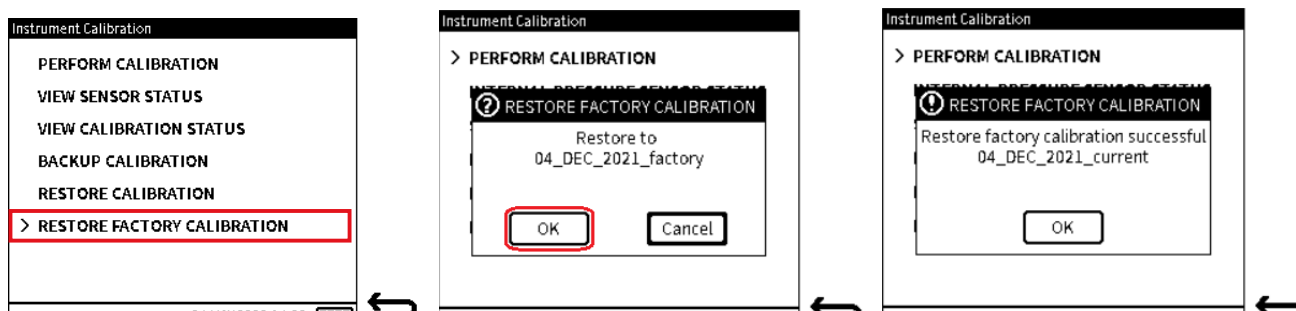 Instrument Calibration
PERFORM CALIBRATION
VIEW SENSOR STATUS
VIEW CALIBRATION STATUS
BACKUP CALIBRATION
RESTORE CALIBRATION
> RESTORE FACTORY CALIBRATION
Instrument Calibration
> PERFORM CALIBRATION
RESTORE FACTORY CALIBRATION
Restore to
04_DEC_2021_factory
OK Cancel
Instrument Calibration
> PERFORM CALIBRATION
RESTORE FACTORY CALIBRATION
Restore factory calibration successful
04_DEC_2021_current
OK